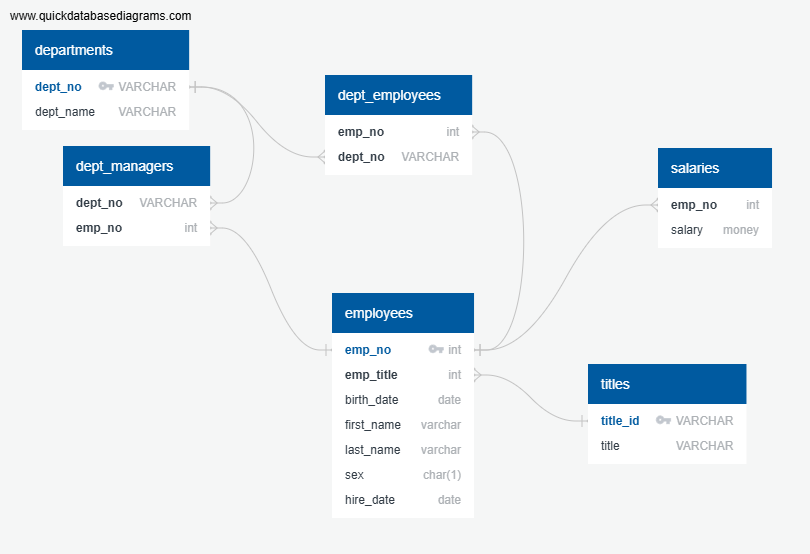 www.quickdatabasediagrams.com
departments
dept_no VARCHAR
dept_name VARCHAR
dept_managers
dept_no VARCHAR
emp_no int
dept_employees
emp_no int
dept_no VARCHAR
salaries
emp_no int
salary money
employees
emp_no int
emp_title int
birth_date date
first_name varchar
last_name varchar
sex char(1)
hire_date date
titles
title_id VARCHAR
title VARCHAR